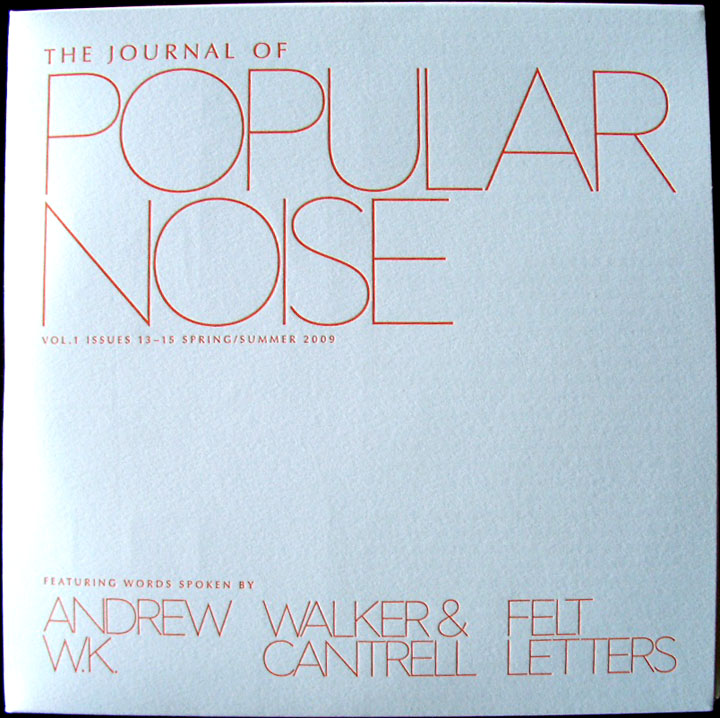 THE JOURNAL OF
POPULAR
NOISE
VOL.1 ISSUES 13–15 SPRING/SUMMER 2009
FEATURING WORDS SPOKEN BY
ANDREW
W.K.
WALKER &
CANTRELL
FELT
LETTERS